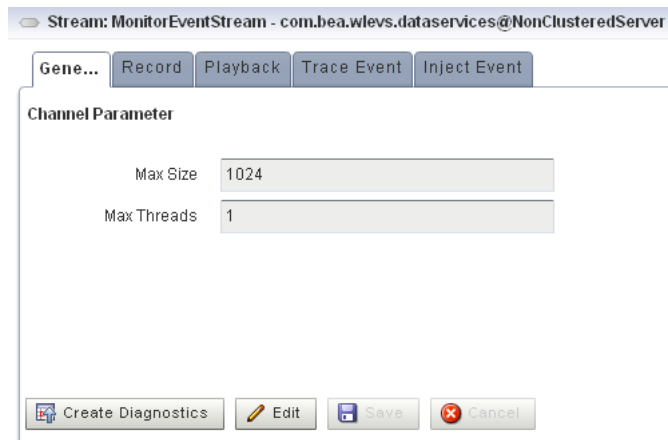 Stream: MonitorEventStream - com.bea.wlevs.dataservices@NonClusteredServer
Gene... Record Playback Trace Event Inject Event
Channel Parameter
Max Size 1024
Max Threads 1
Create Diagnostics Edit Save Cancel